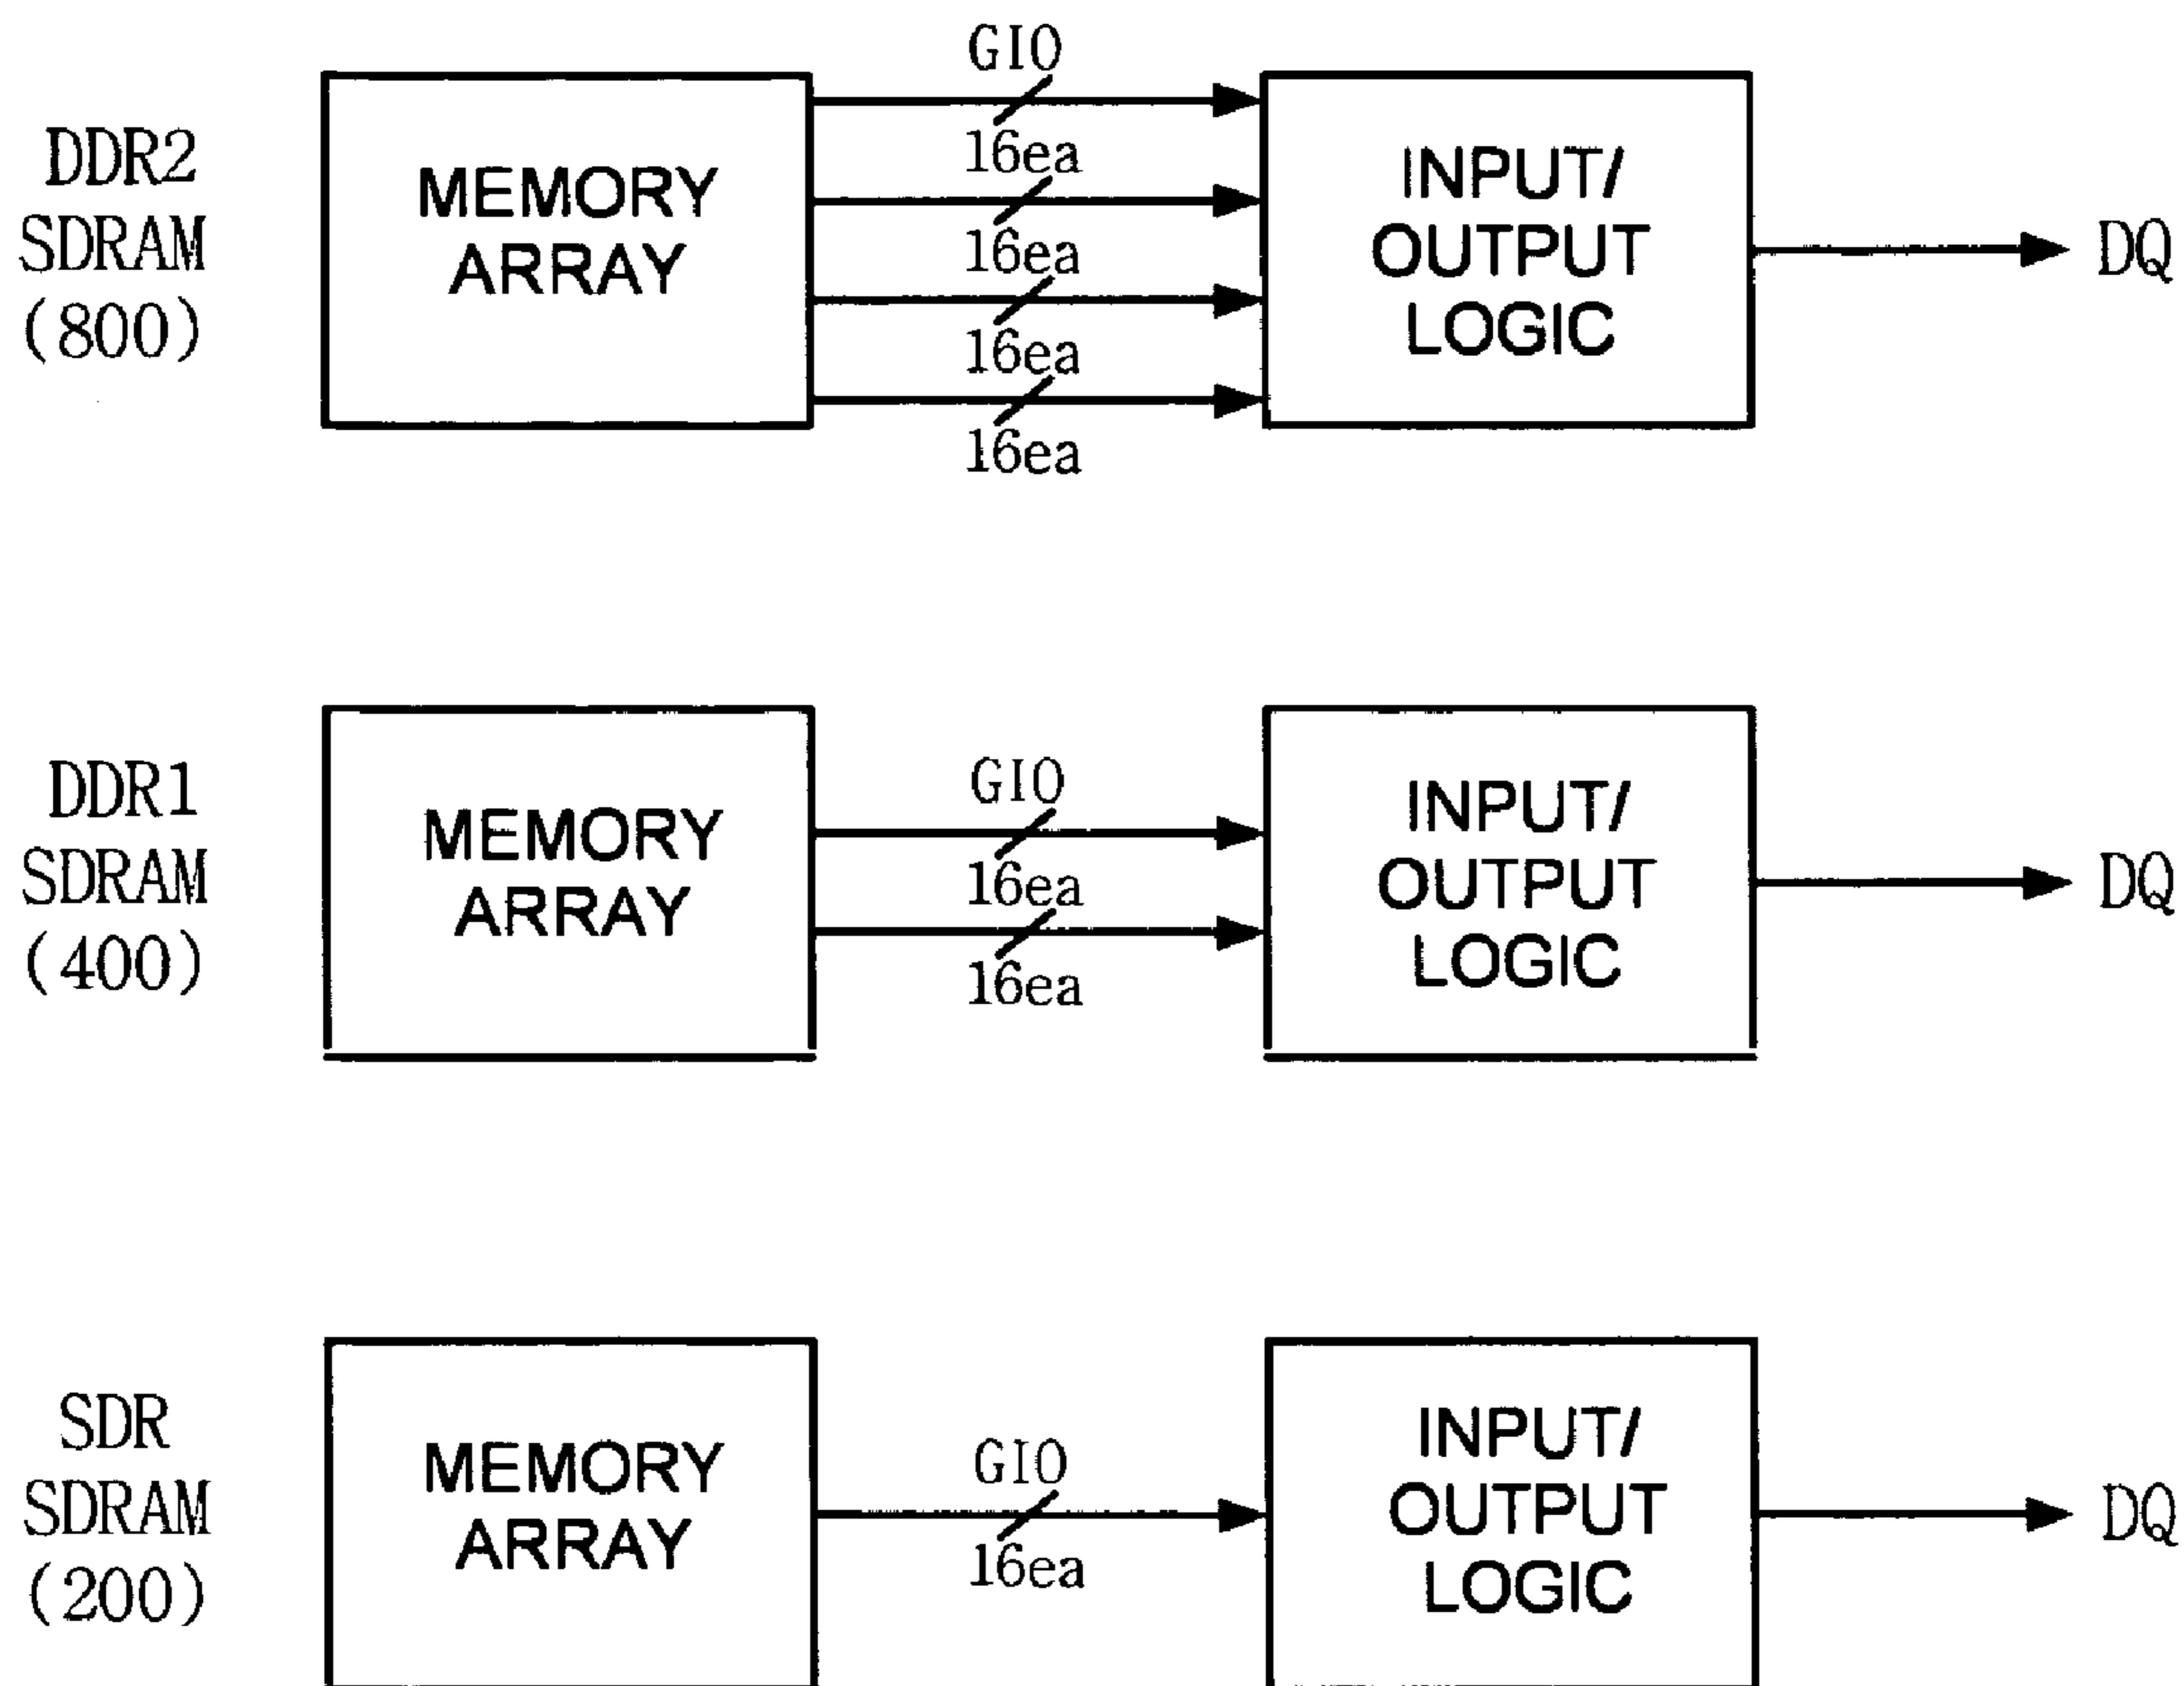 DDR2
SDRAM
(800)
MEMORY
ARRAY
GIO
16ea
16ea
16ea
16ea
INPUT/
OUTPUT
LOGIC
DQ
DDR1
SDRAM
(400)
MEMORY
ARRAY
GIO
16ea
16ea
INPUT/
OUTPUT
LOGIC
DQ
SDR
SDRAM
(200)
MEMORY
ARRAY
GIO
16ea
INPUT/
OUTPUT
LOGIC
DQ